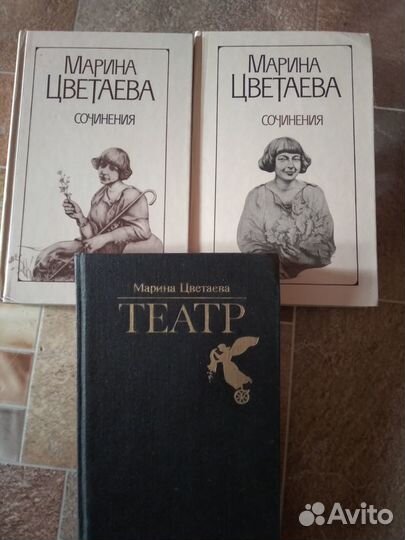 МАРИНА
ЦВЕТАЕВА
СОЧИНЕНИЯ
МАРИНА
ЦВЕТАЕВА
СОЧИНЕНИЯ
Марина Цветаева
ТЕАТР
Avito